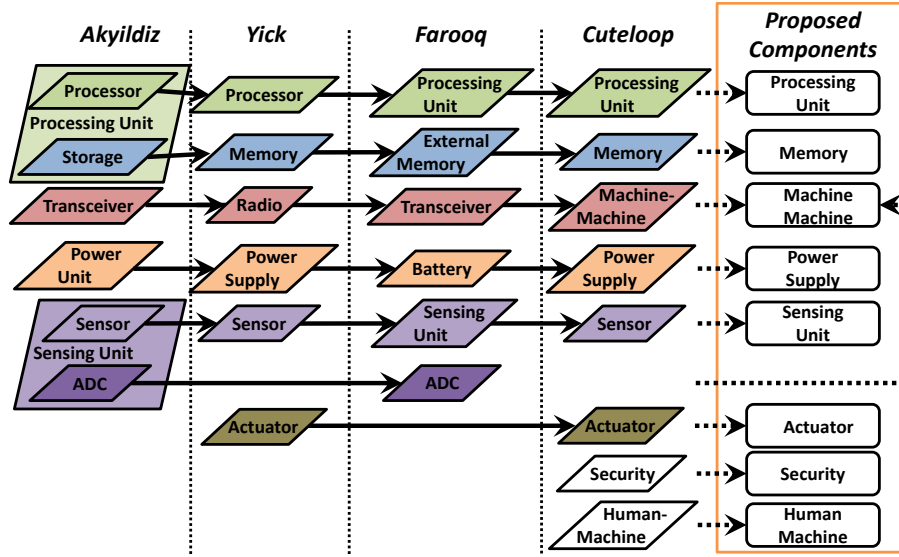 Akyildiz
Yick
Farooq
Cuteloop
Proposed
Components
Processor
Processing Unit
Storage
Processor
Processing
Unit
Processing
Unit
Processing
Unit
Memory
External
Memory
Memory
Memory
Transceiver
Radio
Transceiver
Machine-
Machine
Machine
Machine
Power
Unit
Power
Supply
Battery
Power
Supply
Power
Supply
Sensor
Sensing Unit
ADC
Sensor
Sensing
Unit
Sensor
Sensing
Unit
ADC
Actuator
Actuator
Actuator
Security
Security
Human-
Machine
Human
Machine